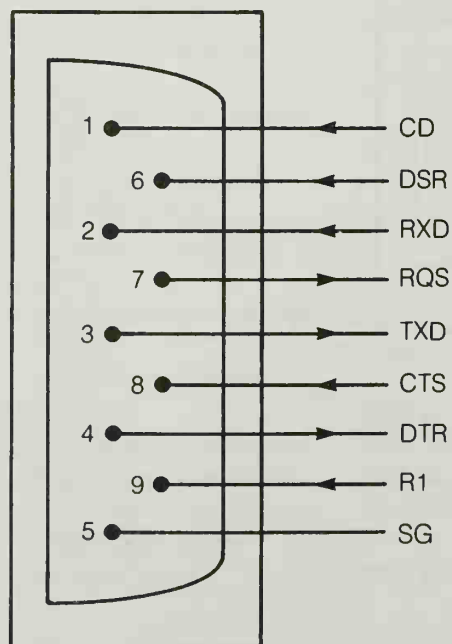 1 CD
6 DSR
2 RXD
7 RQS
3 TXD
8 CTS
4 DTR
9 R1
5 SG